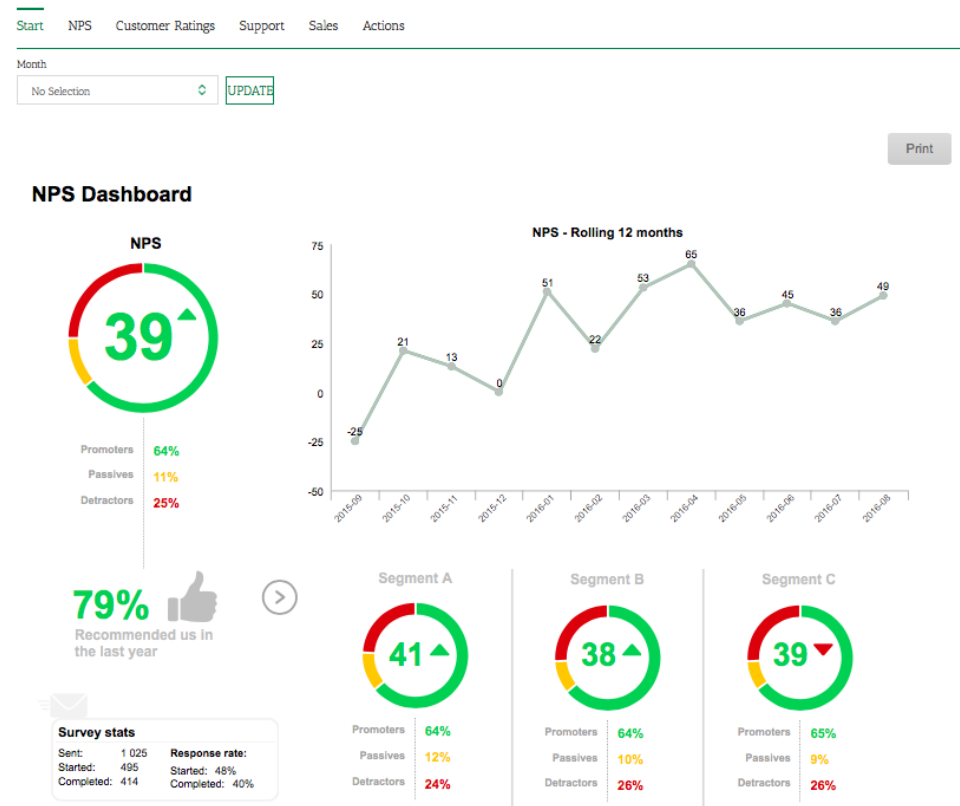 Start NPS Customer Ratings Support Sales Actions
Month
No Selection
UPDATE
Print
NPS Dashboard
NPS
39
Promoters 64%
Passives 11%
Detractors 25%
79%
Recommended us in
the last year
NPS - Rolling 12 months
75
50
25
0
-25
-50
-25 21 13 0 51 22 53 65 36 45 36 49
2015-09 2015-10 2015-11 2015-12 2016-01 2016-02 2016-03 2016-04 2016-05 2016-06 2016-07 2016-08
Segment A
41
Promoters 64%
Passives 12%
Detractors 24%
Segment B
38
Promoters 64%
Passives 10%
Detractors 26%
Segment C
39
Promoters 65%
Passives 9%
Detractors 26%
Survey stats
Sent: 1 025
Started: 495
Completed: 414
Response rate:
Started: 48%
Completed: 40%